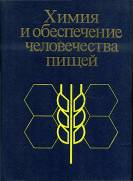 Химия
и обеспечение
человечества
пищей